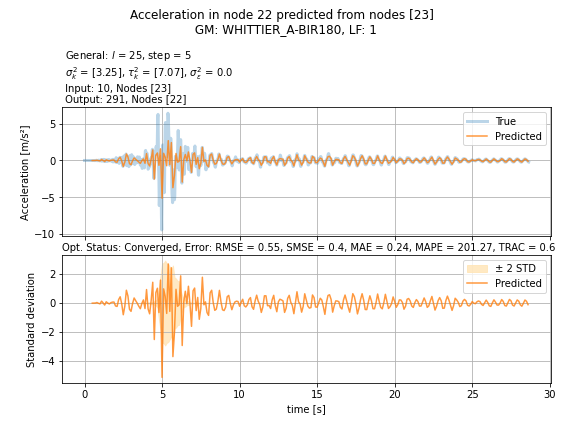 Acceleration in node 22 predicted from nodes [23]
GM: WHITTIER_A-BIR180, LF: 1
General: l = 25, step = 5
σ²ₖ = [3.25], τ²ₖ = [7.07], σ²ε = 0.0
Input: 10, Nodes [23]
Output: 291, Nodes [22]
Acceleration [m/s²]
5
0
−5
−10
True
Predicted
Opt. Status: Converged, Error: RMSE = 0.55, SMSE = 0.4, MAE = 0.24, MAPE = 201.27, TRAC = 0.6
Standard deviation
2
0
−2
−4
± 2 STD
Predicted
0 5 10 15 20 25 30
time [s]